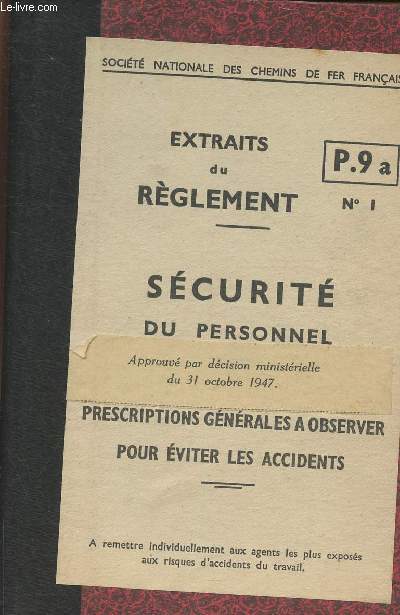 Le-livre.com
SOCIÉTÉ NATIONALE DES CHEMINS DE FER FRANÇAIS
EXTRAITS
du
RÈGLEMENT
P.9 a
N° 1
SÉCURITÉ
DU PERSONNEL
Approuvé par décision ministérielle
du 31 octobre 1947.
PRESCRIPTIONS GÉNÉRALES A OBSERVER
POUR ÉVITER LES ACCIDENTS
A remettre individuellement aux agents les plus exposés
aux risques d'accidents du travail.